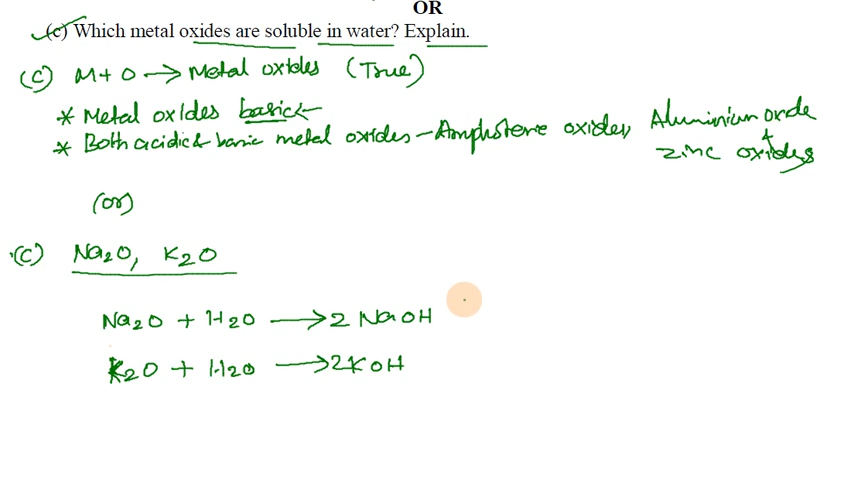 OR
(c) Which metal oxides are soluble in water? Explain.
(C) M+O → Metal oxides (True)
* Metal oxides basic
* Both acidic & basic metal oxides - Amphoteric oxides, Aluminium oxide
zinc oxides
(or)
(C) Na2O, K2O
Na2O + H2O → 2 NaOH
K2O + H2O → 2KOH